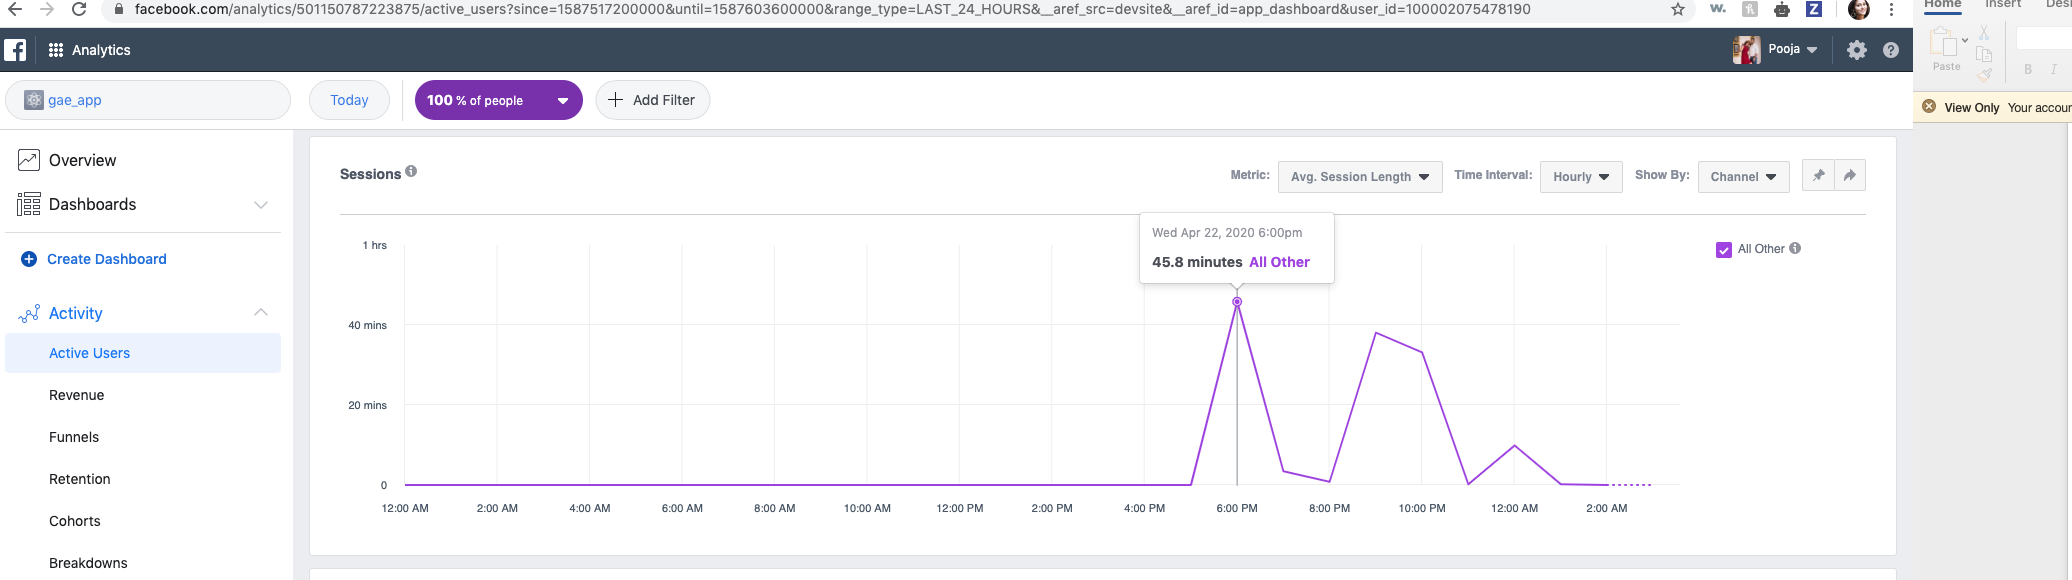 facebook.com/analytics/501150787223875/active_users?since=1587517200000&until=1587603600000&range_type=LAST_24_HOURS&__aref_src=devsite&__aref_id=app_dashboard&user_id=100002075478190
W.
Z
Home
Insert
Analytics
Pooja
Paste
B
I
gae_app
Today
100 % of people
Add Filter
View Only
Your accour
Overview
Dashboards
Create Dashboard
Activity
Active Users
Revenue
Funnels
Retention
Cohorts
Breakdowns
Sessions
Metric:
Avg. Session Length
Time Interval:
Hourly
Show By:
Channel
Wed Apr 22, 2020 6:00pm
45.8 minutes All Other
All Other
1 hrs
40 mins
20 mins
0
12:00 AM
2:00 AM
4:00 AM
6:00 AM
8:00 AM
10:00 AM
12:00 PM
2:00 PM
4:00 PM
6:00 PM
8:00 PM
10:00 PM
12:00 AM
2:00 AM